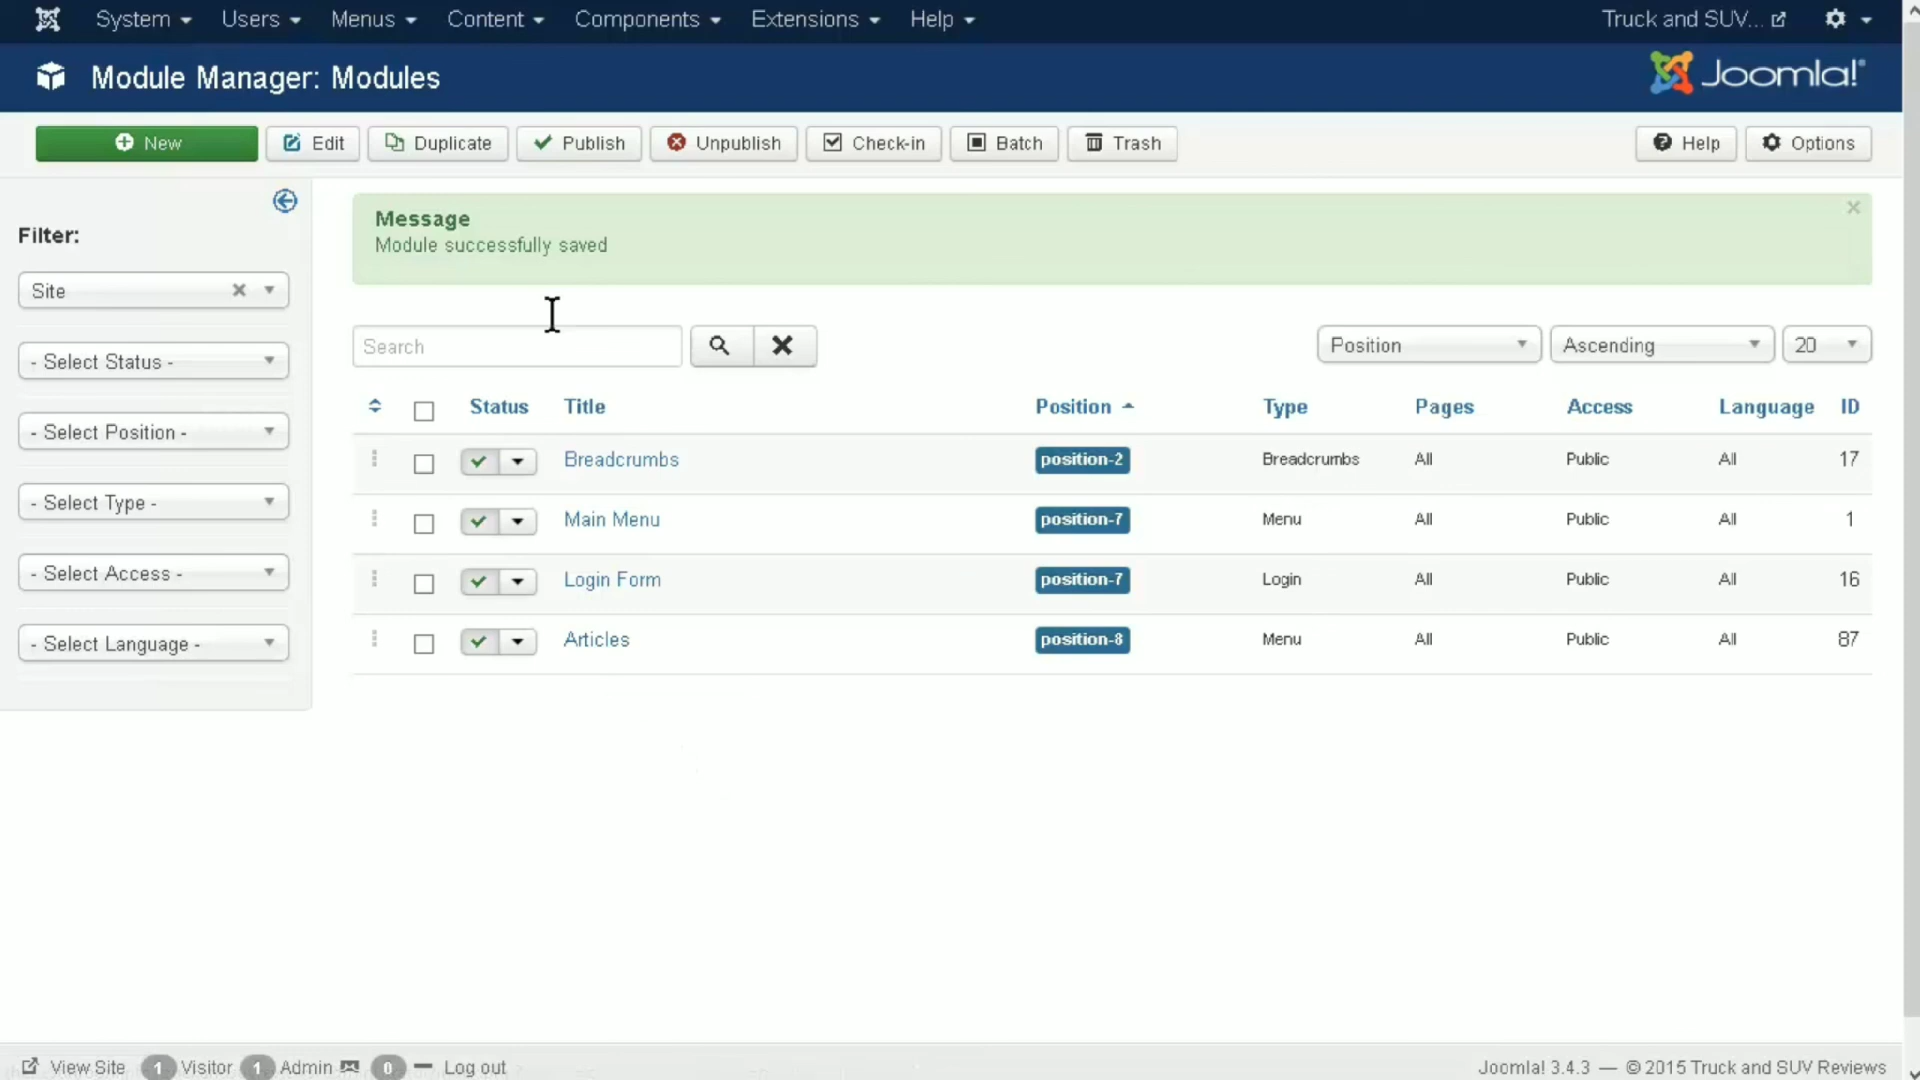 System Users Menus Content Components Extensions Help Truck and SUV...
Module Manager: Modules Joomla!®
New Edit Duplicate Publish Unpublish Check-in Batch Trash Help Options
Filter:
Site
- Select Status -
- Select Position -
- Select Type -
- Select Access -
- Select Language -
Message
Module successfully saved
Search Position Ascending 20
Status Title Position Type Pages Access Language ID
Breadcrumbs position-2 Breadcrumbs All Public All 17
Main Menu position-7 Menu All Public All 1
Login Form position-7 Login All Public All 16
Articles position-8 Menu All Public All 87
View Site 1 Visitor 1 Admin 0 Log out Joomla! 3.4.3 — © 2015 Truck and SUV Reviews